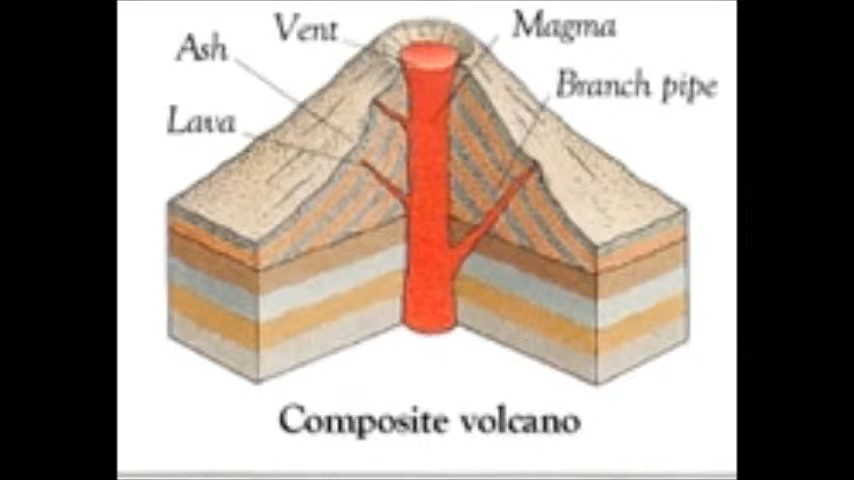 Vent
Magma
Ash
Branch pipe
Lava
Composite volcano